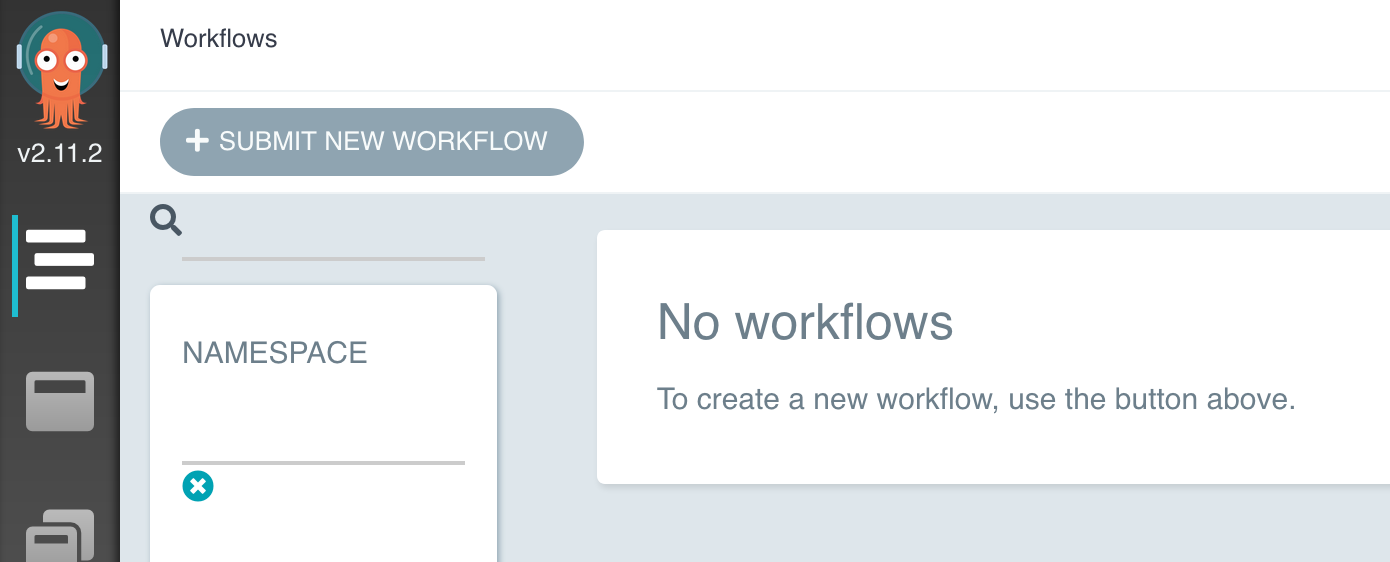 Workflows
v2.11.2
SUBMIT NEW WORKFLOW
NAMESPACE
No workflows
To create a new workflow, use the button above.